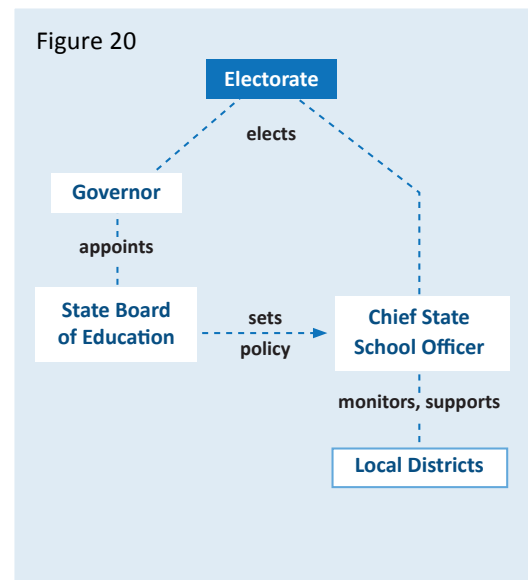 Figure 20
Electorate
elects
Governor
appoints
State Board
of Education
sets
policy
Chief State
School Officer
monitors, supports
Local Districts